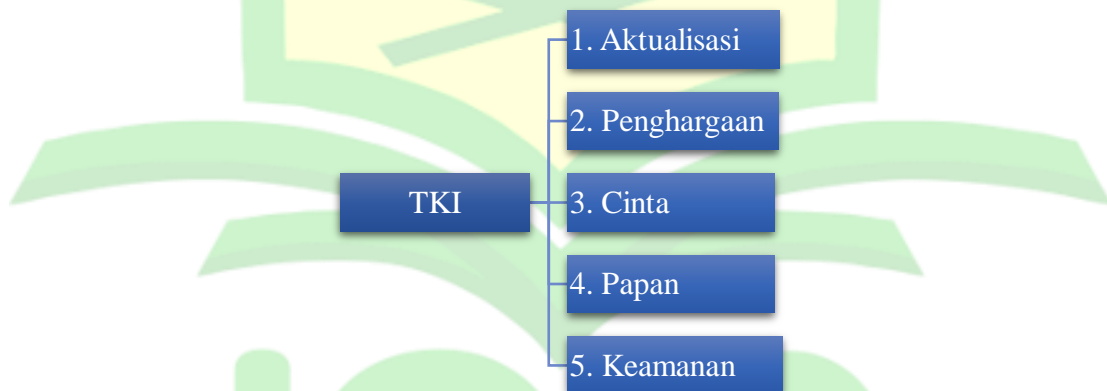 1. Aktualisasi
2. Penghargaan
TKI
3. Cinta
4. Papan
5. Keamanan